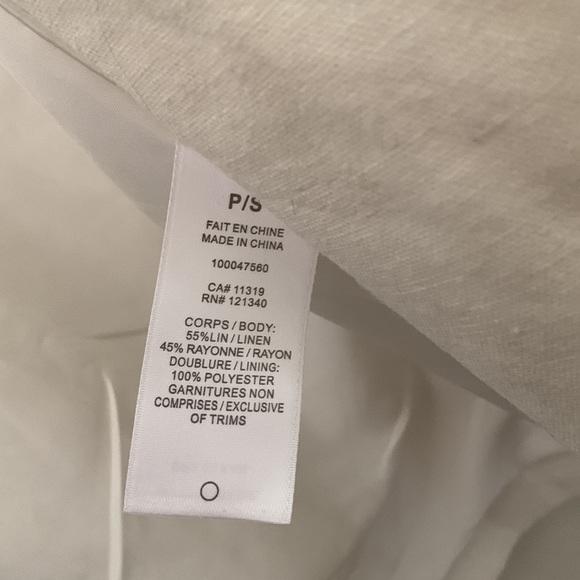 P/S
FAIT EN CHINE
MADE IN CHINA
100047560
CA# 11319
RN# 121340
CORPS / BODY:
55%LIN / LINEN
45% RAYONNE / RAYON
DOUBLURE / LINING:
100% POLYESTER
GARNITURES NON
COMPRISES / EXCLUSIVE
OF TRIMS